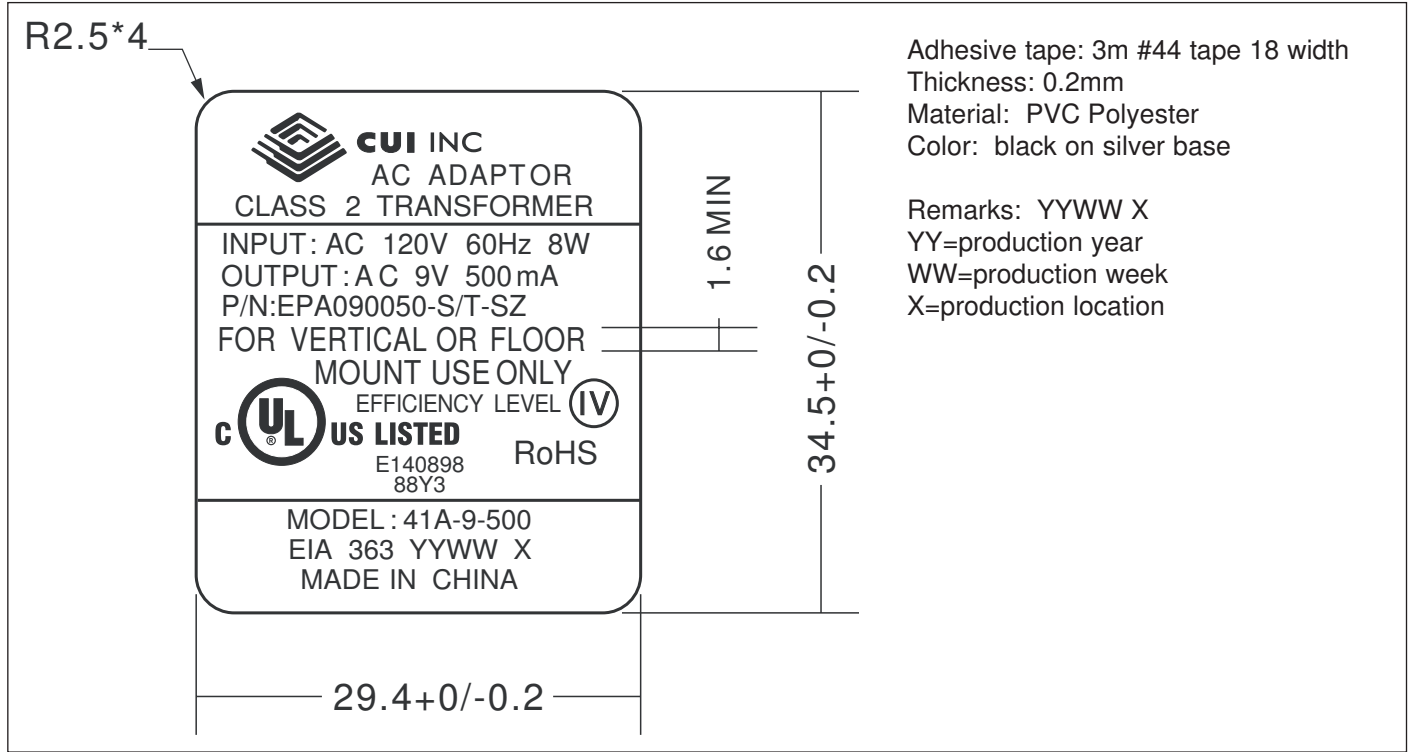 R2.5*4
CUI INC
AC ADAPTOR
CLASS 2 TRANSFORMER
INPUT: AC 120V 60Hz 8W
OUTPUT: AC 9V 500mA
P/N:EPA090050-S/T-SZ
FOR VERTICAL OR FLOOR
MOUNT USE ONLY
EFFICIENCY LEVEL IV
C UL ® US LISTED
RoHS
E140898
88Y3
MODEL: 41A-9-500
EIA 363 YYWW X
MADE IN CHINA
1.6 MIN
34.5+0/-0.2
29.4+0/-0.2
Adhesive tape: 3m #44 tape 18 width
Thickness: 0.2mm
Material: PVC Polyester
Color: black on silver base
Remarks: YYWW X
YY=production year
WW=production week
X=production location